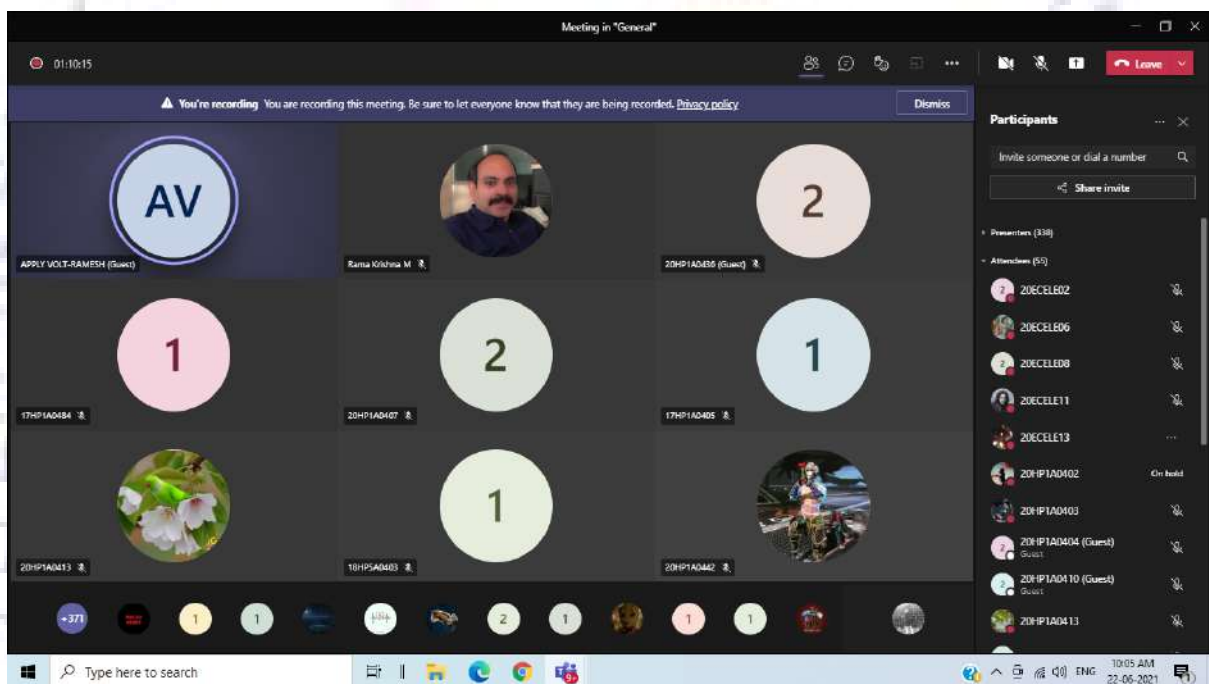 Meeting in "General"
01:10:15
Leave
You're recording You are recording this meeting. Be sure to let everyone know that they are being recorded. Privacy policy
Dismiss
Participants
Invite someone or dial a number
Share invite
Presenters (338)
Attendees (55)
AV
APPLY VOLT-RAMESH (Guest)
Rama Krishna M
2
20HP1A0436 (Guest)
1
17HP1A0484
2
20HP1A0407
1
17HP1A0405
20HP1A0413
1
18HP5A0403
20HP1A0442
2 20ECELE02
20ECELE06
2 20ECELE08
20ECELE11
20ECELE13
20HP1A0402 On hold
20HP1A0403
2 20HP1A0404 (Guest)
Guest
2 20HP1A0410 (Guest)
Guest
20HP1A0413
+371
1
1
2
1
1
1
Type here to search
9+
ENG
10:05 AM
22-06-2021